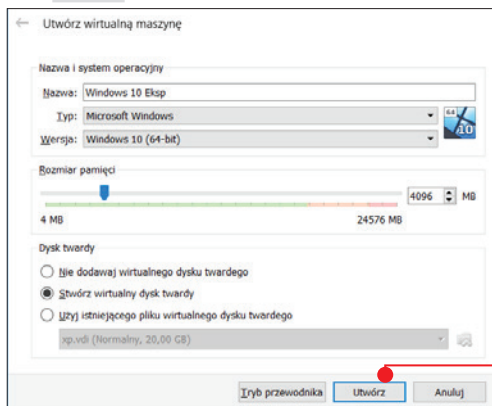 Utwórz wirtualną maszynę
Nazwa i system operacyjny
Nazwa: Windows 10 Eksp
Typ: Microsoft Windows
64
10
Wersja: Windows 10 (64-bit)
Rozmiar pamięci
4096 MB
4 MB 24576 MB
Dysk twardy
Nie dodawaj wirtualnego dysku twardego
Stwórz wirtualny dysk twardy
Użyj istniejącego pliku wirtualnego dysku twardego
xp.vdi (Normalny, 20,00 GB)
Tryb przewodnika Utwórz Anuluj